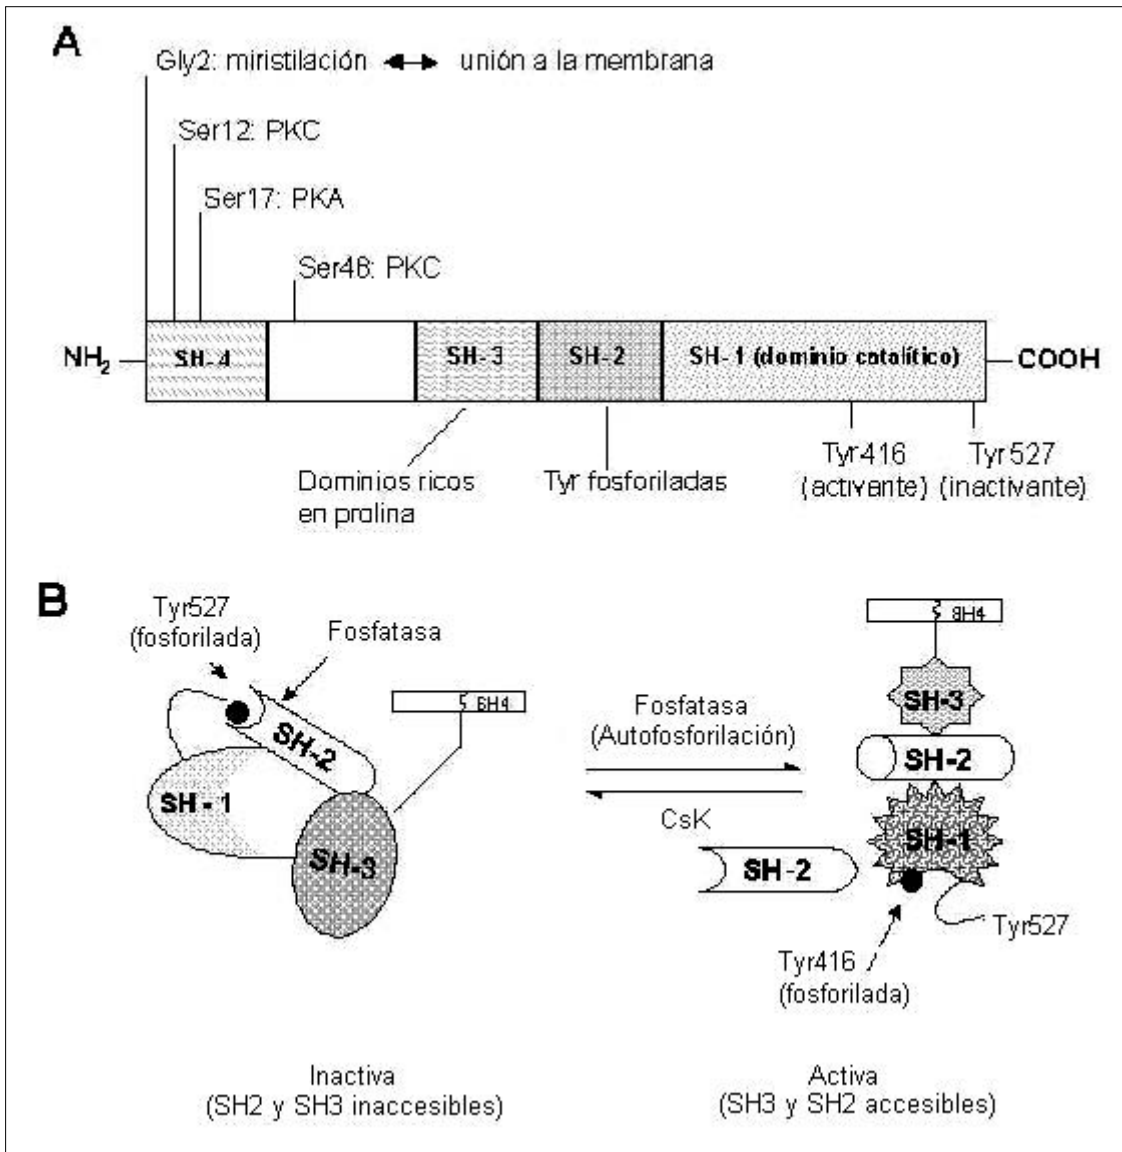 A
Gly2: miristilación ↔ unión a la membrana
Ser12: PKC
Ser17: PKA
Ser48: PKC
NH2
SH-4
SH-3
SH-2
SH-1 (dominio catalítico)
COOH
Dominios ricos
en prolina
Tyr fosforiladas
Tyr416
(activante)
Tyr527
(inactivante)
B
Tyr527
(fosforilada)
Fosfatasa
SH-2
SH4
SH-1
SH-3
Fosfatasa
(Autofosforilación)
CsK
SH-2
SH4
SH-3
SH-2
SH-1
Tyr527
Tyr416
(fosforilada)
Inactiva
(SH2 y SH3 inaccesibles)
Activa
(SH3 y SH2 accesibles)